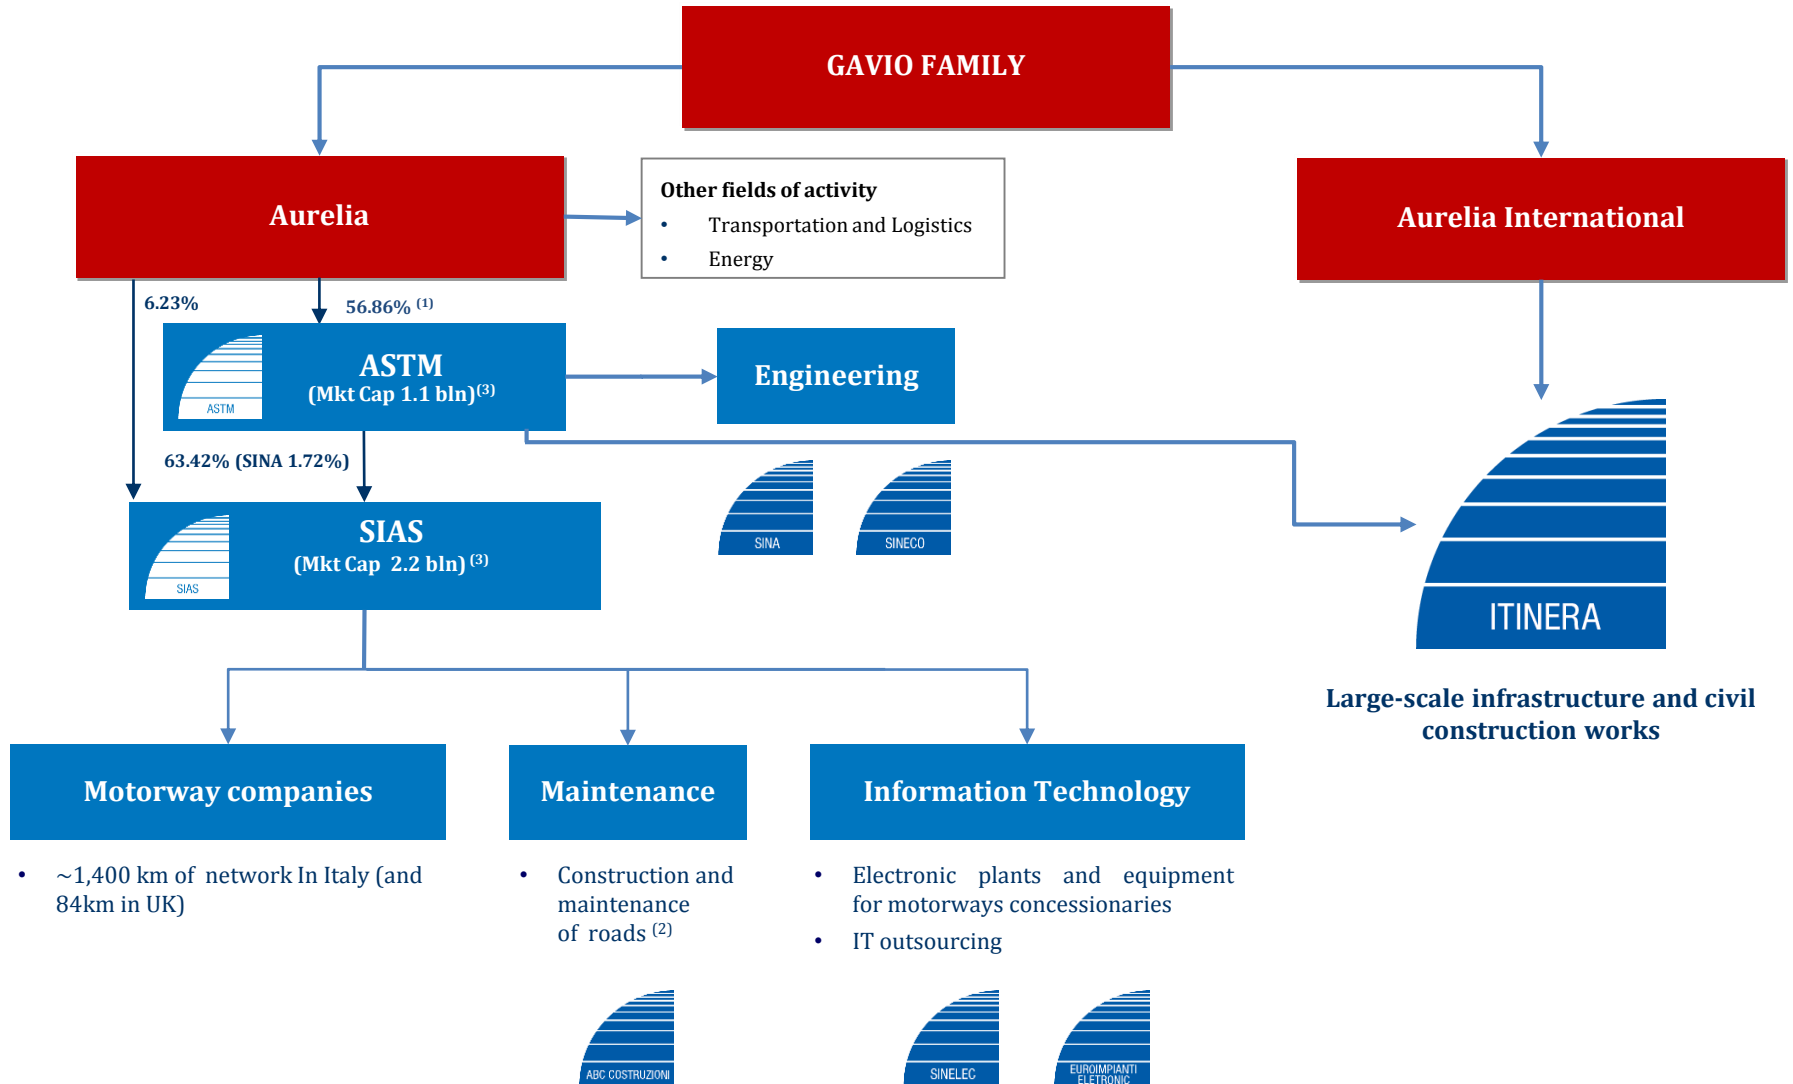 GAVIO FAMILY
Aurelia
Other fields of activity
• Transportation and Logistics
• Energy
Aurelia International
6.23%
56.86% (1)
ASTM
ASTM
(Mkt Cap 1.1 bln)(3)
Engineering
63.42% (SINA 1.72%)
SINA
SINECO
SIAS
SIAS
(Mkt Cap 2.2 bln) (3)
ITINERA
Large-scale infrastructure and civil
construction works
Motorway companies
Maintenance
Information Technology
• ~1,400 km of network In Italy (and
84km in UK)
• Construction and
maintenance
of roads (2)
• Electronic plants and equipment
for motorways concessionaries
• IT outsourcing
ABC COSTRUZIONI
SINELEC
EUROIMPIANTI
ELETRONIC